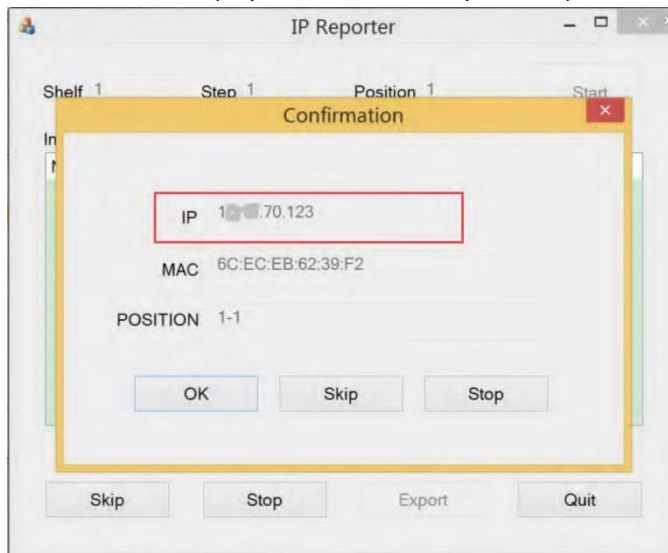 IP Reporter
Shelf 1 Step 1 Position 1 Start
Confirmation
IP .70.123
MAC 6C:EC:EB:62:39:F2
POSITION 1-1
OK Skip Stop
Skip Stop Export Quit